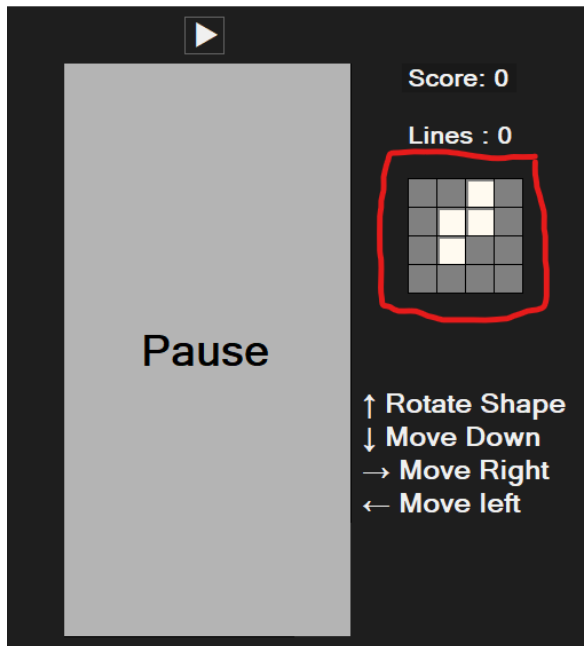 Score: 0
Lines : 0
Pause
↑ Rotate Shape
↓ Move Down
→ Move Right
← Move left